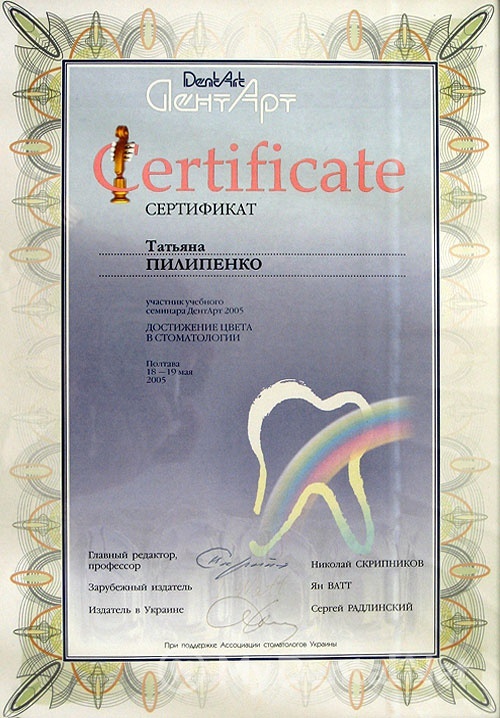 DentArt
ДентАрт
Certificate
СЕРТИФИКАТ
Татьяна
ПИЛИПЕНКО
участник учебного
семинара ДентАрт 2005
ДОСТИЖЕНИЕ ЦВЕТА
В СТОМАТОЛОГИИ
Полтава
18 – 19 мая
2005
Главный редактор,
профессор
Николай СКРИПНИКОВ
Зарубежный издатель
Ян ВАТТ
Издатель в Украине
Сергей РАДЛИНСКИЙ
При поддержке Ассоциации стоматологов Украины